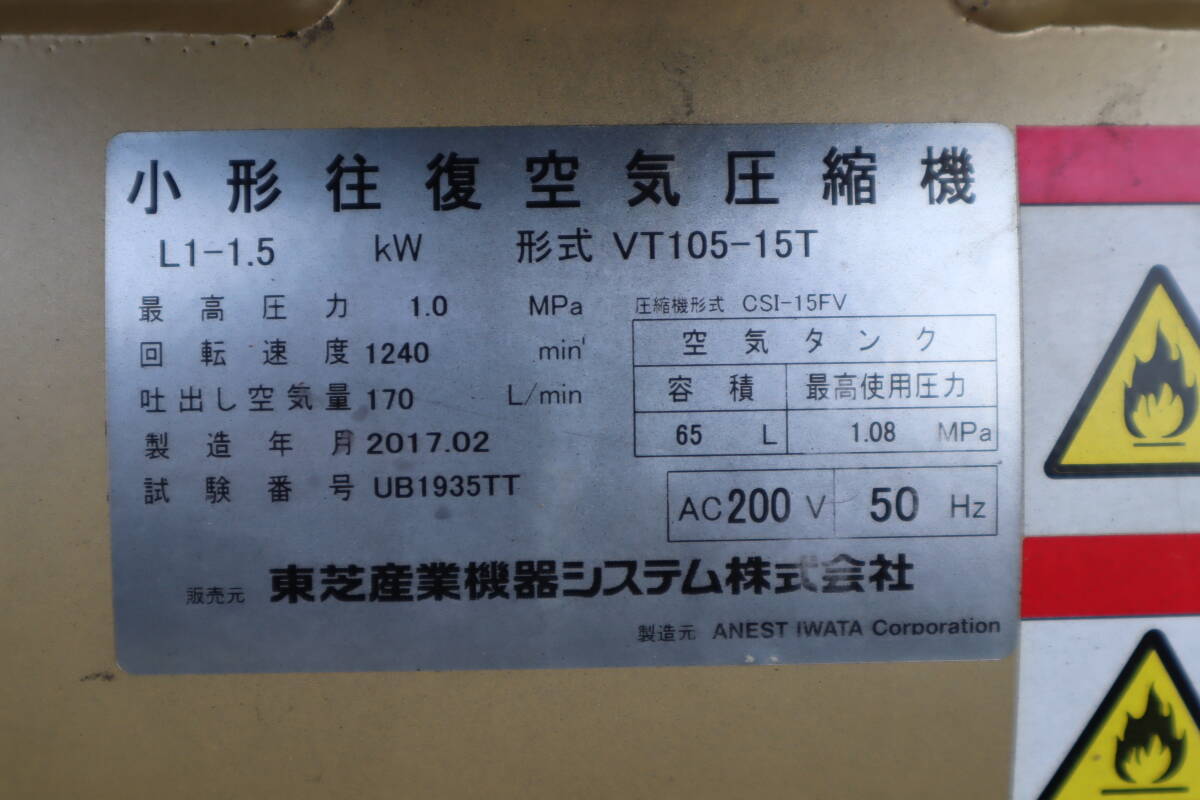 小形往復空気圧縮機
L1-1.5 kW 形式 VT105-15T
最高圧力 1.0 MPa
回転速度 1240 min⁻¹
吐出し空気量 170 L/min
製造年月 2017.02
試験番号 UB1935TT
圧縮機形式 CSI-15FV
空気タンク
容積 最高使用圧力
65 L 1.08 MPa
AC 200 V 50 Hz
販売元 東芝産業機器システム株式会社
製造元 ANEST IWATA Corporation